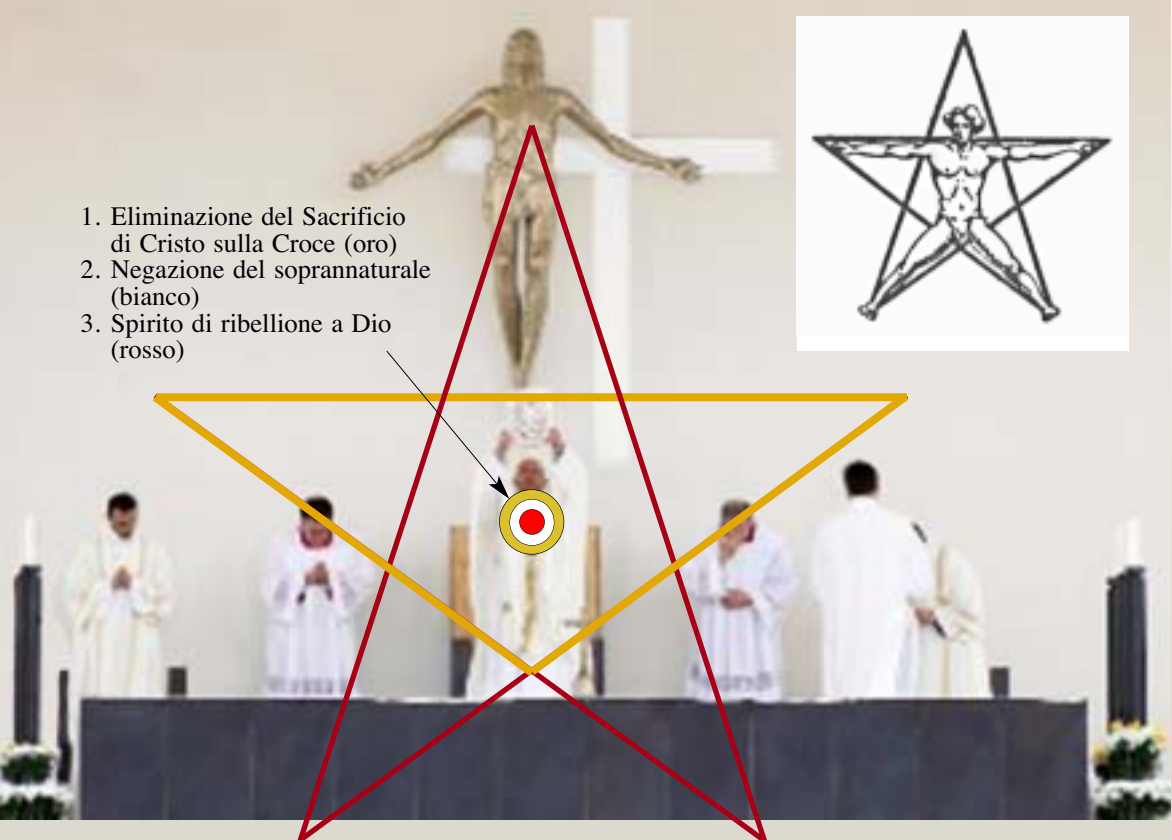 1. Eliminazione del Sacrificio
di Cristo sulla Croce (oro)
2. Negazione del soprannaturale
(bianco)
3. Spirito di ribellione a Dio
(rosso)